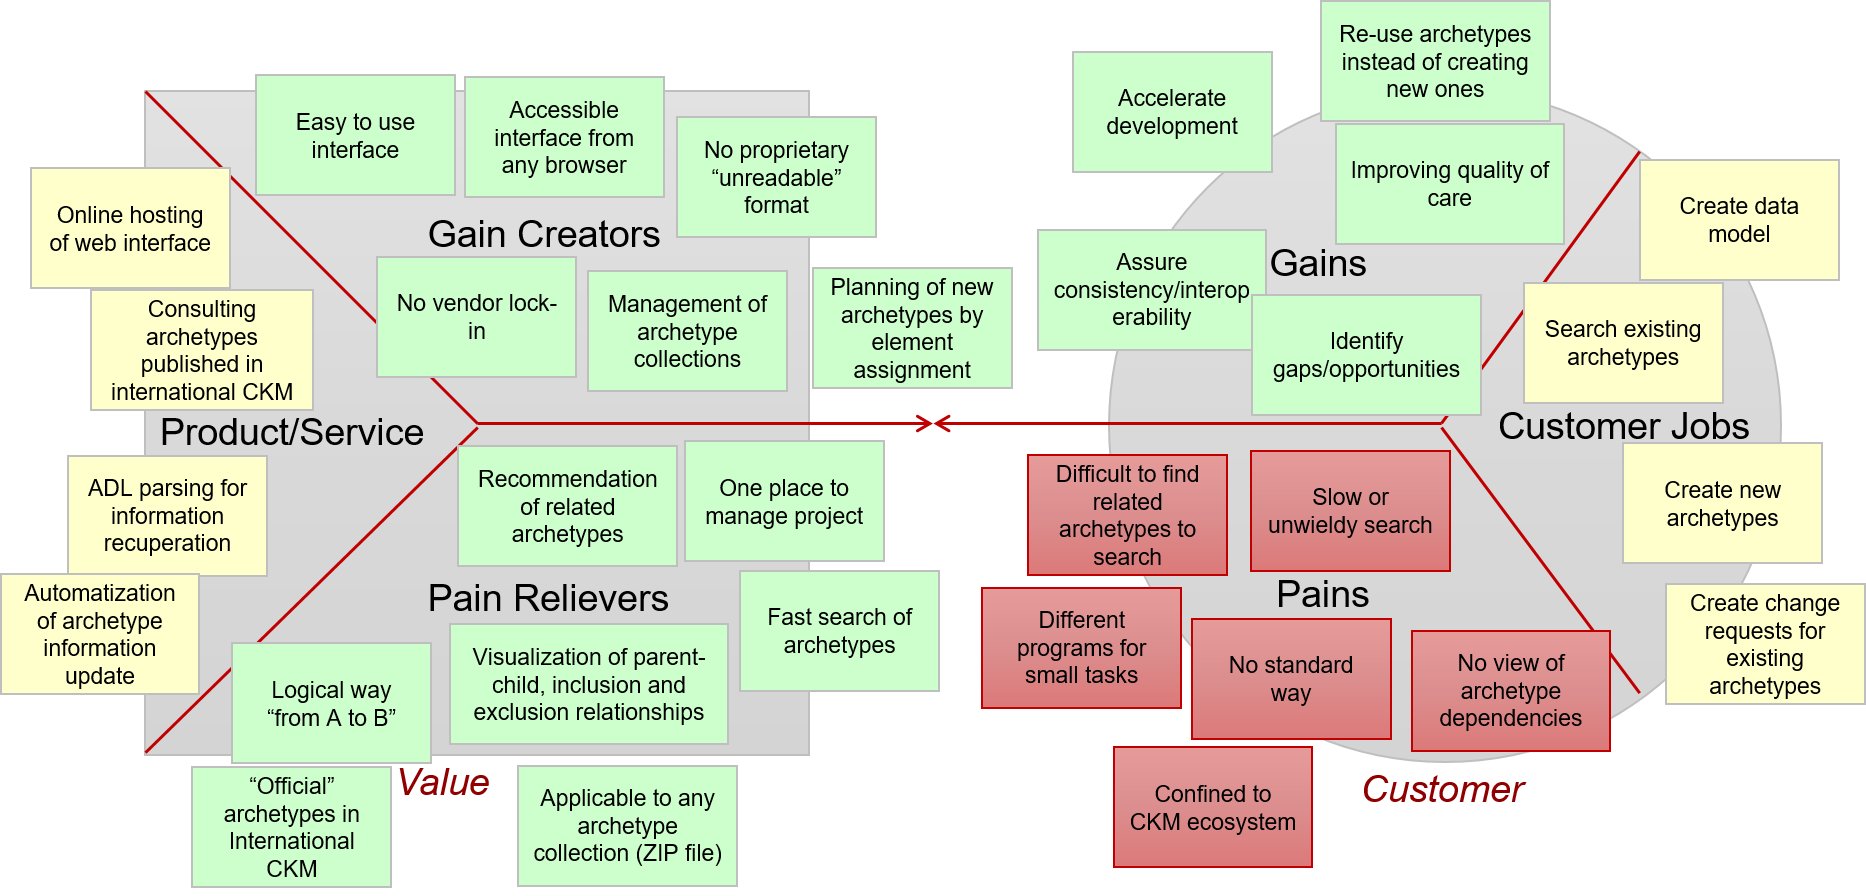 Easy to use
interface
Accessible
interface from
any browser
No proprietary
“unreadable”
format
Online hosting
of web interface
Gain Creators
Consulting
archetypes
published in
international CKM
No vendor lock-
in
Management of
archetype
collections
Planning of new
archetypes by
element
assignment
Product/Service
ADL parsing for
information
recuperation
Automatization
of archetype
information
update
Recommendation
of related
archetypes
One place to
manage project
Pain Relievers
Fast search of
archetypes
Logical way
“from A to B”
Visualization of parent-
child, inclusion and
exclusion relationships
Value
“Official”
archetypes in
International
CKM
Applicable to any
archetype
collection (ZIP file)
Accelerate
development
Re-use archetypes
instead of creating
new ones
Improving quality of
care
Create data
model
Assure
consistency/interop
erability
Gains
Identify
gaps/opportunities
Search existing
archetypes
Customer Jobs
Difficult to find
related
archetypes to
search
Slow or
unwieldy search
Create new
archetypes
Pains
Different
programs for
small tasks
No standard
way
No view of
archetype
dependencies
Create change
requests for
existing
archetypes
Confined to
CKM ecosystem
Customer